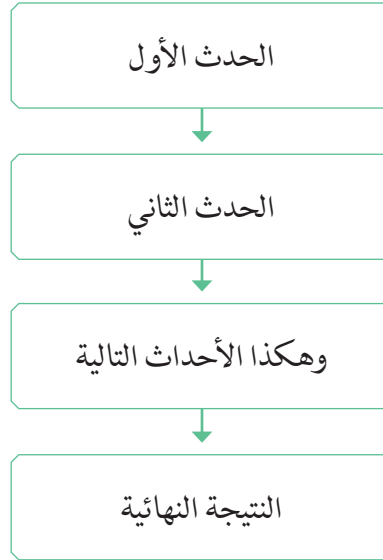 الحدث الأول
الحدث الثاني
وهكذا الأحداث التالية
النتيجة النهائية